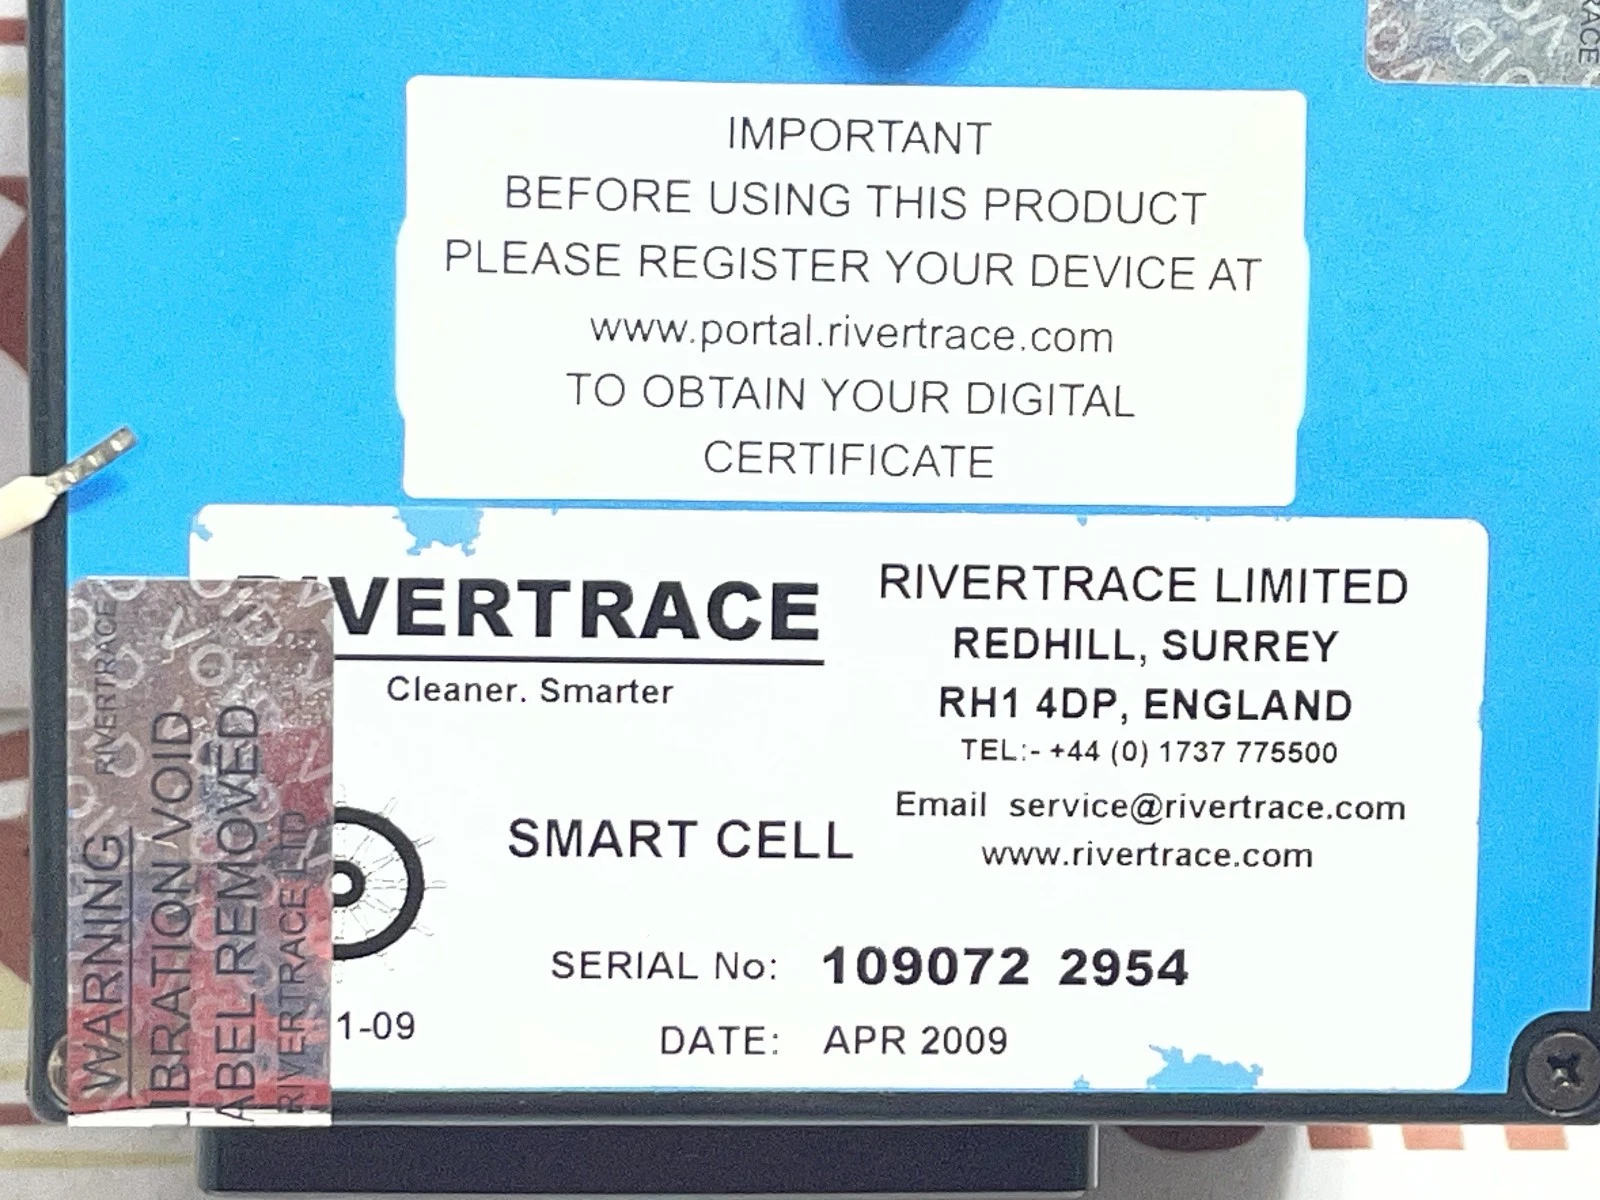 IMPORTANT
BEFORE USING THIS PRODUCT
PLEASE REGISTER YOUR DEVICE AT
www.portal.rivertrace.com
TO OBTAIN YOUR DIGITAL
CERTIFICATE
VERTRACE
Cleaner. Smarter
RIVERTRACE LIMITED
REDHILL, SURREY
RH1 4DP, ENGLAND
TEL:- +44 (0) 1737 775500
Email service@rivertrace.com
www.rivertrace.com
SMART CELL
SERIAL No: 109072 2954
1-09
DATE: APR 2009
WARNING RIVERTRACE
IBRATION VOID
ABEL REMOVED
RIVERTRACE LTD
VOID
RACE